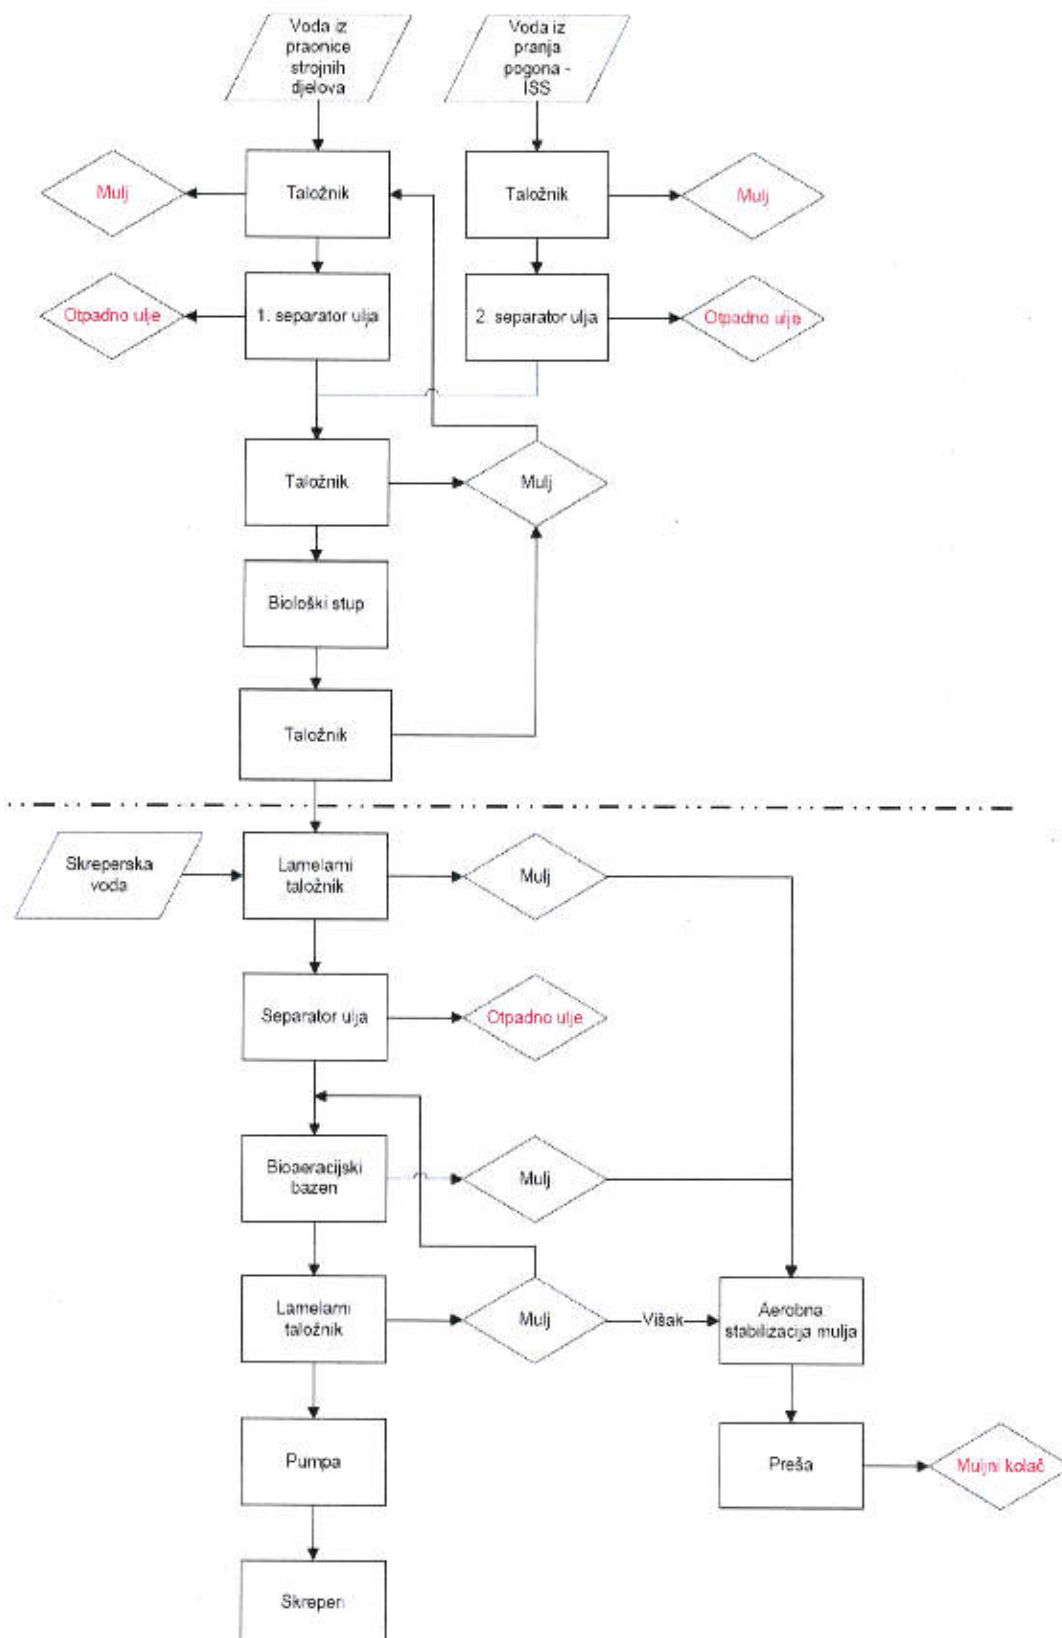 Voda iz
praonice
strojnih
djelova
Voda iz
pranja
pogona -
ISS
Mulj
Taložnik
Taložnik
Mulj
Otpadno ulje
1. separator ulja
2. separator ulja
Otpadno ulje
Taložnik
Mulj
Biološki stup
Taložnik
Skreperska
voda
Lamelarni
taložnik
Mulj
Separator ulja
Otpadno ulje
Bioaeracijski
bazen
Mulj
Lamelarni
taložnik
Mulj
Višak
Aerobna
stabilizacija mulja
Pumpa
Preša
Muljni kolač
Skreperi